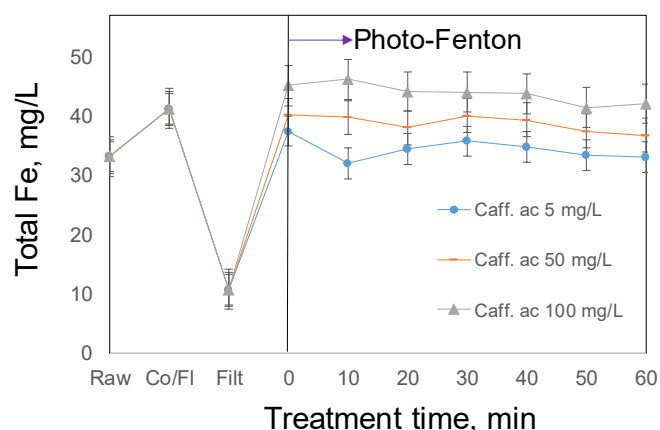 Photo-Fenton
Total Fe, mg/L
50
40
30
20
10
0
Caff. ac 5 mg/L
Caff. ac 50 mg/L
Caff. ac 100 mg/L
Raw Co/Fl Filt 0 10 20 30 40 50 60
Treatment time, min